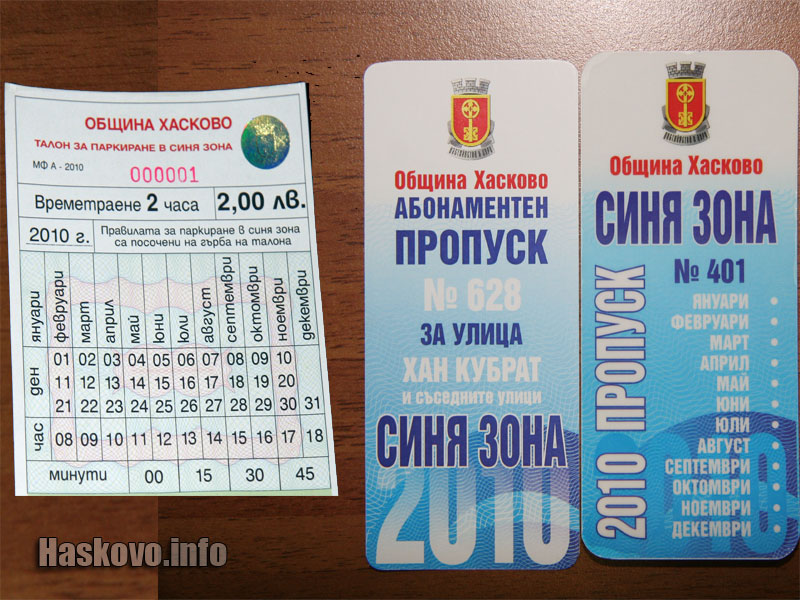 ОБЩИНА ХАСКОВО
ТАЛОН ЗА ПАРКИРАНЕ В СИНЯ ЗОНА
МФ А - 2010
000001
Времетраене 2 часа 2,00 лв.
2010 г. Правилата за паркиране в синя зона
са посочени на гърба на талона
януари февруари март април май юни юли август септември октомври ноември декември
ден 01 02 03 04 05 06 07 08 09 10
11 12 13 14 15 16 17 18 19 20
21 22 23 24 25 26 27 28 29 30 31
час 08 09 10 11 12 13 14 15 16 17 18
минути 00 15 30 45
Община Хасково
АБОНАМЕНТЕН
ПРОПУСК
№ 628
ЗА УЛИЦА
ХАН КУБРАТ
и съседните улици
СИНЯ ЗОНА
2010
Община Хасково
СИНЯ ЗОНА
№ 401
2010 ПРОПУСК
ЯНУАРИ
ФЕВРУАРИ
МАРТ
АПРИЛ
МАЙ
ЮНИ
ЮЛИ
АВГУСТ
СЕПТЕМВРИ
ОКТОМВРИ
НОЕМВРИ
ДЕКЕМВРИ
Haskovo.info